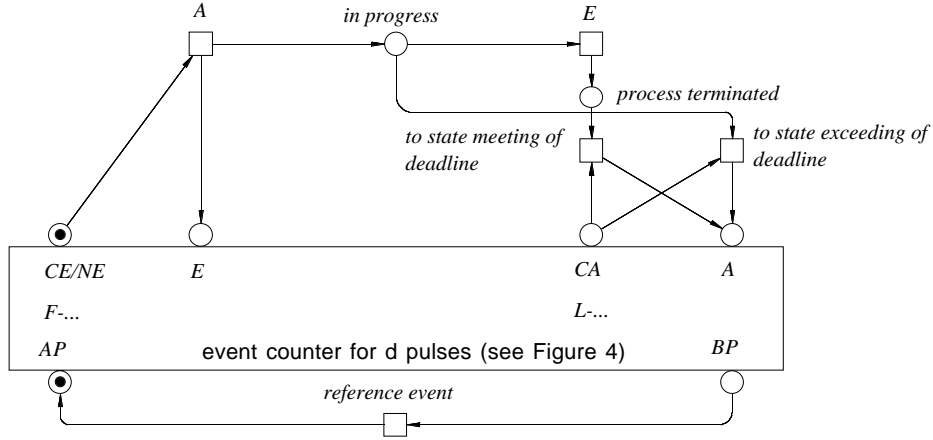 A
in progress
E
process terminated
to state meeting of
deadline
to state exceeding of
deadline
CE/NE
E
CA
A
F-...
L-...
AP
event counter for d pulses (see Figure 4)
BP
reference event